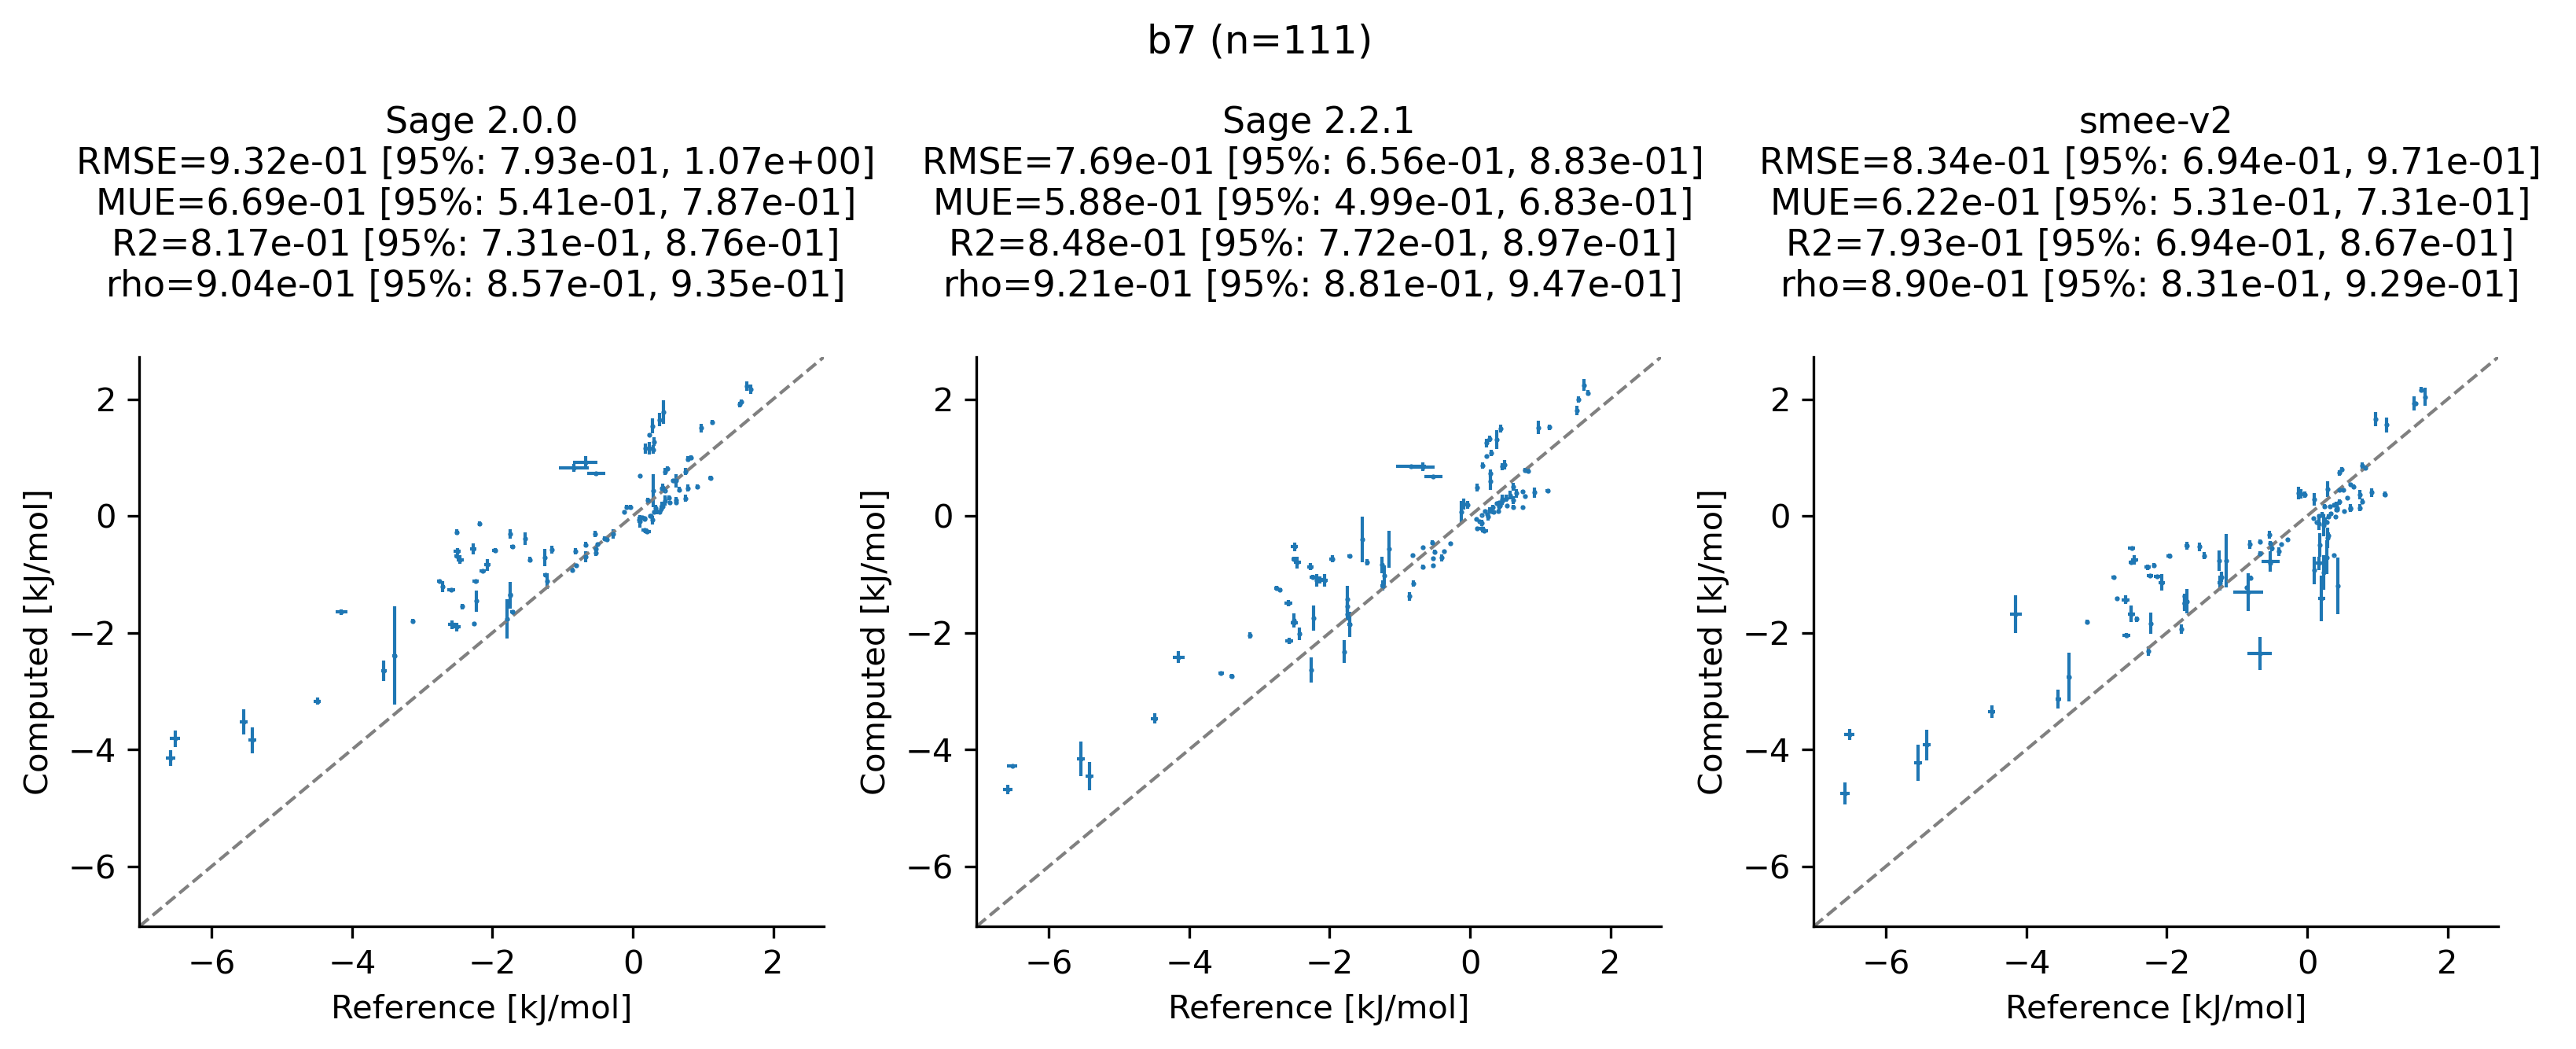 b7 (n=111)
Sage 2.0.0
RMSE=9.32e-01 [95%: 7.93e-01, 1.07e+00]
MUE=6.69e-01 [95%: 5.41e-01, 7.87e-01]
R2=8.17e-01 [95%: 7.31e-01, 8.76e-01]
rho=9.04e-01 [95%: 8.57e-01, 9.35e-01]
2
0
−2
−4
−6
Computed [kJ/mol]
−6 −4 −2 0 2
Reference [kJ/mol]
Sage 2.2.1
RMSE=7.69e-01 [95%: 6.56e-01, 8.83e-01]
MUE=5.88e-01 [95%: 4.99e-01, 6.83e-01]
R2=8.48e-01 [95%: 7.72e-01, 8.97e-01]
rho=9.21e-01 [95%: 8.81e-01, 9.47e-01]
2
0
−2
−4
−6
Computed [kJ/mol]
−6 −4 −2 0 2
Reference [kJ/mol]
smee-v2
RMSE=8.34e-01 [95%: 6.94e-01, 9.71e-01]
MUE=6.22e-01 [95%: 5.31e-01, 7.31e-01]
R2=7.93e-01 [95%: 6.94e-01, 8.67e-01]
rho=8.90e-01 [95%: 8.31e-01, 9.29e-01]
2
0
−2
−4
−6
Computed [kJ/mol]
−6 −4 −2 0 2
Reference [kJ/mol]